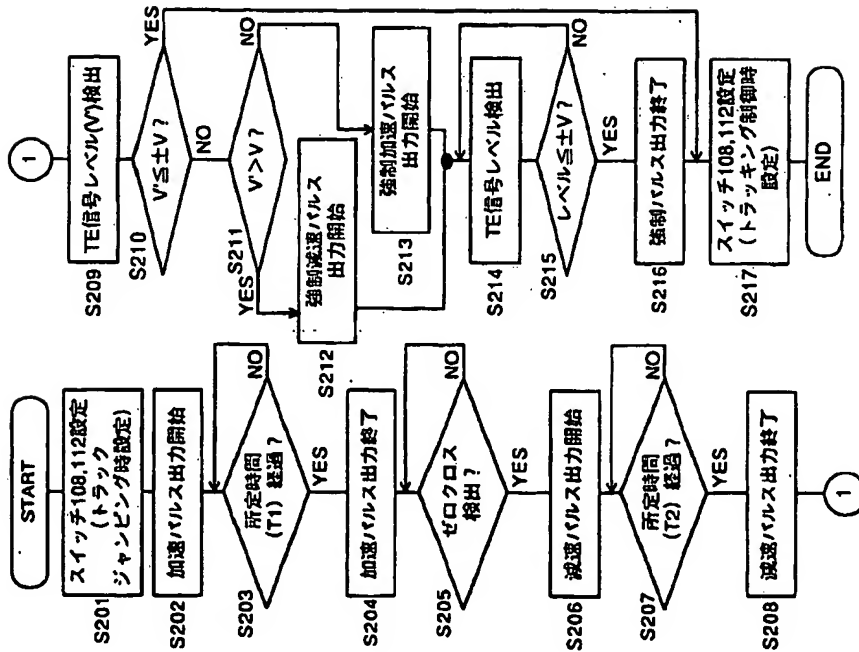 START
S201
スイッチ108,112設定
(トラック
ジャンピング時設定)
S202
加速パルス出力開始
S203
所定時間
(T1) 経過?
NO
YES
S204
加速パルス出力終了
S205
ゼロクロス
検出?
NO
YES
S206
減速パルス出力開始
S207
所定時間
(T2) 経過?
NO
YES
S208
減速パルス出力終了
1
1
S209
TE信号レベル(V')検出
S210
V'≦±V?
YES
NO
S211
V'>V?
NO
YES
S212
強制減速パルス
出力開始
S213
強制加速パルス
出力開始
S214
TE信号レベル検出
S215
レベル≦±V?
NO
YES
S216
強制パルス出力終了
S217
スイッチ108,112設定
(トラッキング制御時
設定)
END